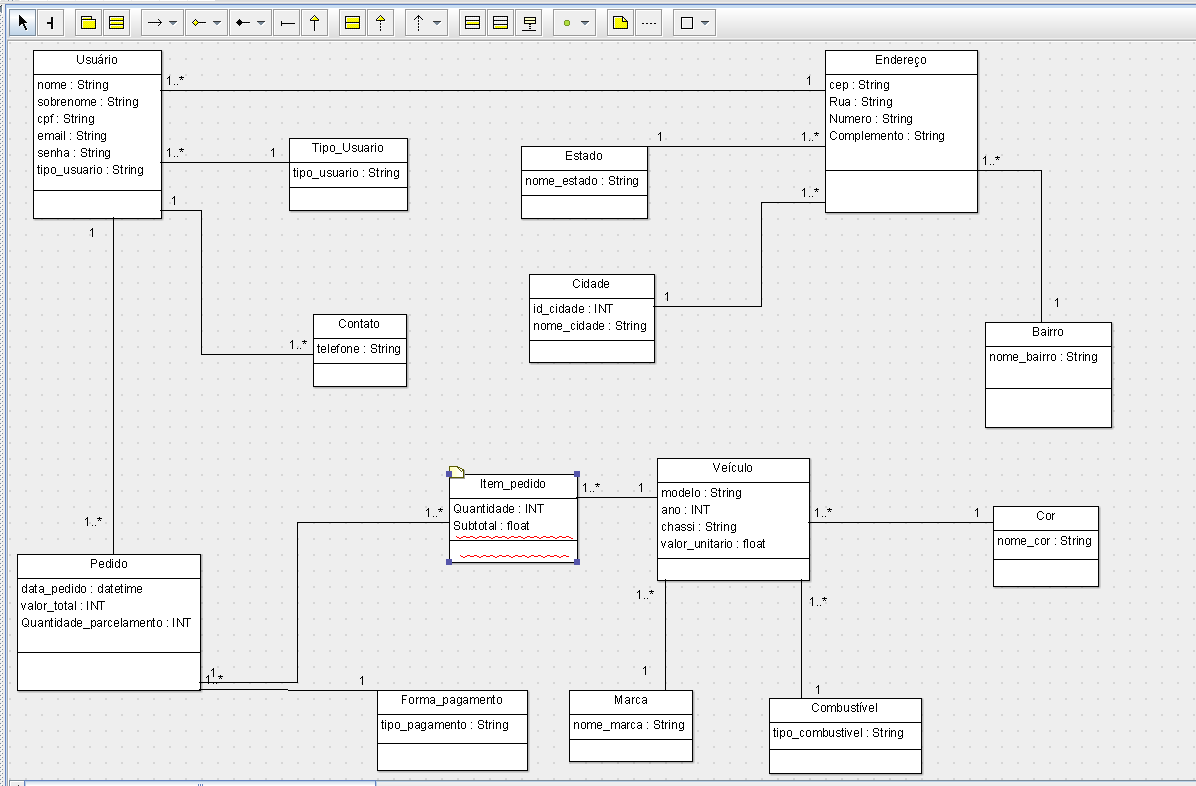 Usuário
nome : String
sobrenome : String
cpf : String
email : String
senha : String
tipo_usuario : String
1..*
1
Endereço
cep : String
Rua : String
Numero : String
Complemento : String
1..*
1
Tipo_Usuario
tipo_usuario : String
1
1..*
Estado
nome_estado : String
1..*
1..*
1
1
Cidade
id_cidade : INT
nome_cidade : String
1
1
Bairro
nome_bairro : String
1..*
Contato
telefone : String
1..*
1..*
Item_pedido
Quantidade : INT
Subtotal : float
1..*
1
Veículo
modelo : String
ano : INT
chassi : String
valor_unitario : float
1..*
1
Cor
nome_cor : String
Pedido
data_pedido : datetime
valor_total : INT
Quantidade_parcelamento : INT
1..*
1..*
1
1..*
1
1
1
Forma_pagamento
tipo_pagamento : String
Marca
nome_marca : String
Combustível
tipo_combustivel : String